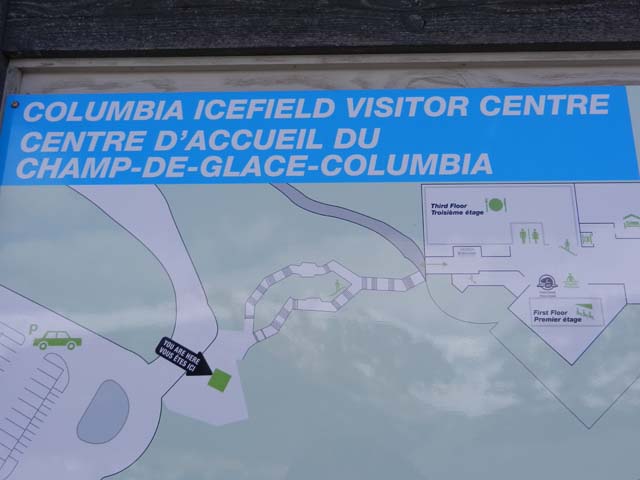 COLUMBIA ICEFIELD VISITOR CENTRE
CENTRE D'ACCUEIL DU
CHAMP-DE-GLACE-COLUMBIA
Third Floor
Troisième étage
First Floor
Premier étage
P
YOU ARE HERE
VOUS ÊTES ICI